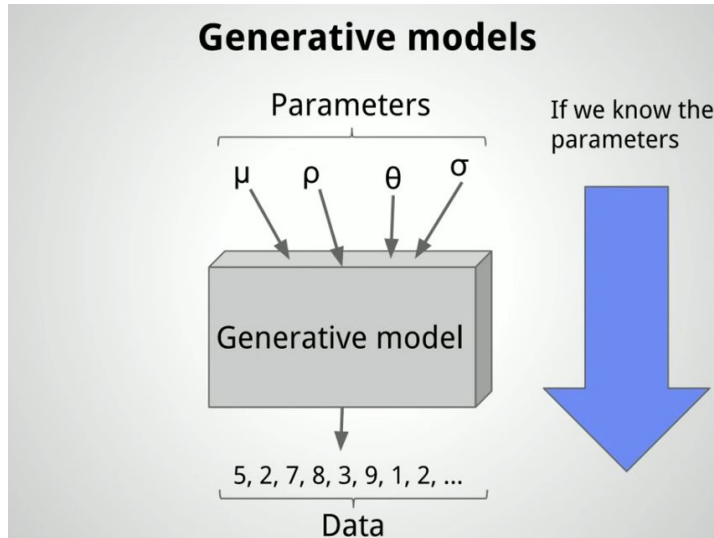 Generative models
Parameters
If we know the
parameters
μ ρ θ σ
Generative model
5, 2, 7, 8, 3, 9, 1, 2, ...
Data